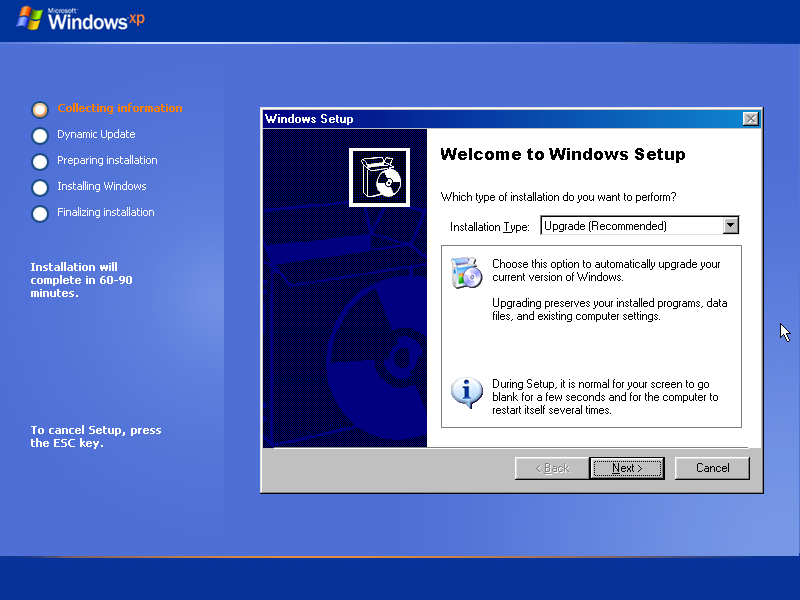 Microsoft
Windows xp
Collecting information
Dynamic Update
Preparing installation
Installing Windows
Finalizing installation
Installation will
complete in 60-90
minutes.
To cancel Setup, press
the ESC key.
Windows Setup
Welcome to Windows Setup
Which type of installation do you want to perform?
Installation Type: Upgrade (Recommended)
Choose this option to automatically upgrade your
current version of Windows.
Upgrading preserves your installed programs, data
files, and existing computer settings.
During Setup, it is normal for your screen to go
blank for a few seconds and for the computer to
restart itself several times.
< Back Next > Cancel